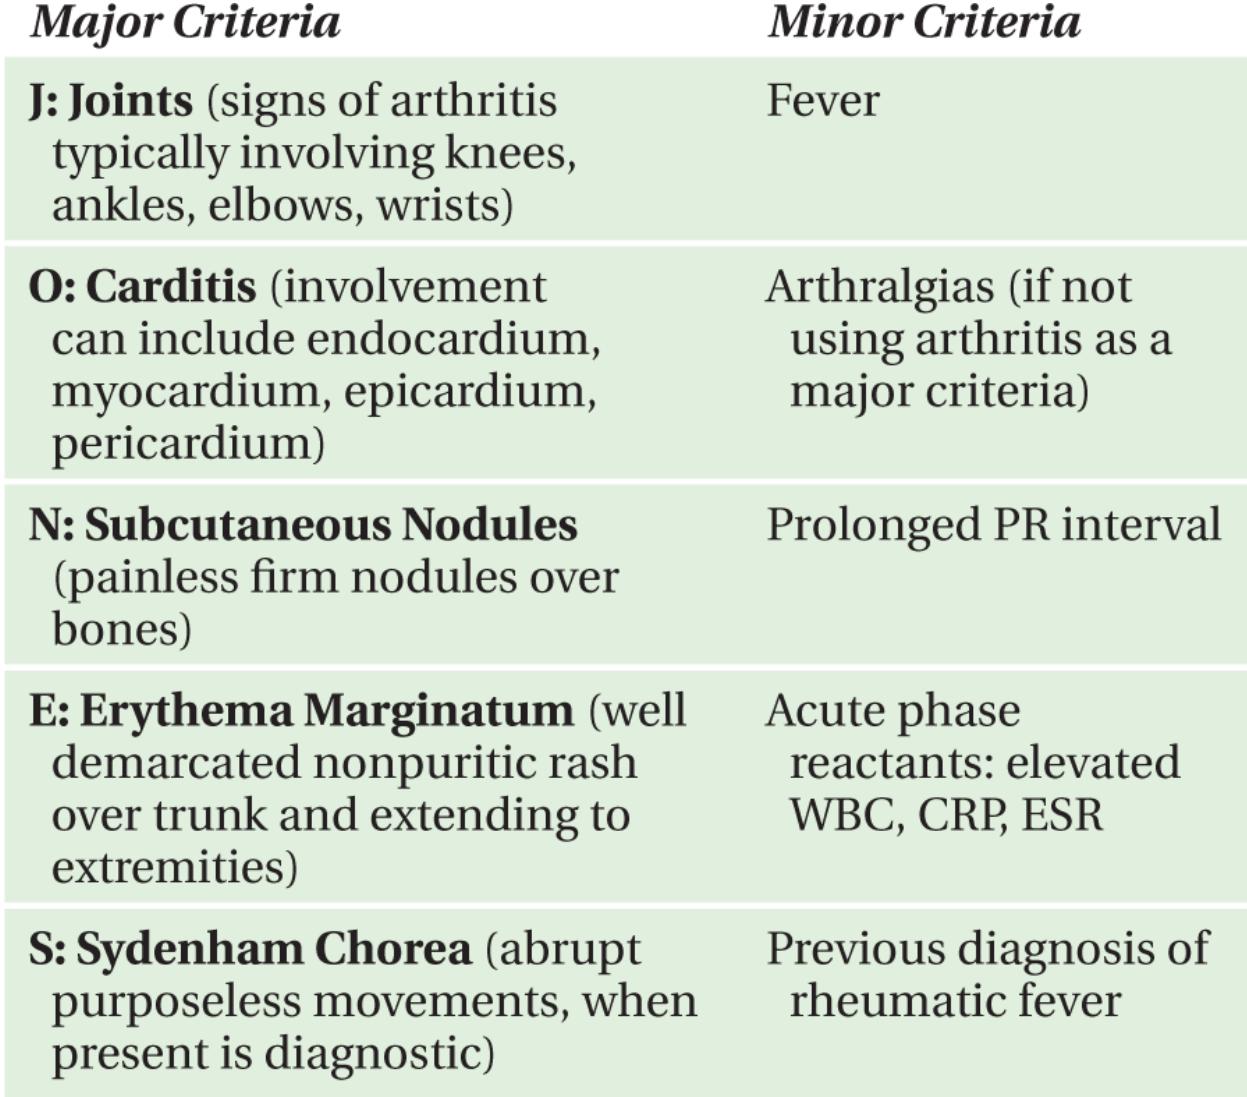 Major Criteria
Minor Criteria
J: Joints (signs of arthritis
typically involving knees,
ankles, elbows, wrists)
Fever
O: Carditis (involvement
can include endocardium,
myocardium, epicardium,
pericardium)
Arthralgias (if not
using arthritis as a
major criteria)
N: Subcutaneous Nodules
(painless firm nodules over
bones)
Prolonged PR interval
E: Erythema Marginatum (well
demarcated nonpuritic rash
over trunk and extending to
extremities)
Acute phase
reactants: elevated
WBC, CRP, ESR
S: Sydenham Chorea (abrupt
purposeless movements, when
present is diagnostic)
Previous diagnosis of
rheumatic fever